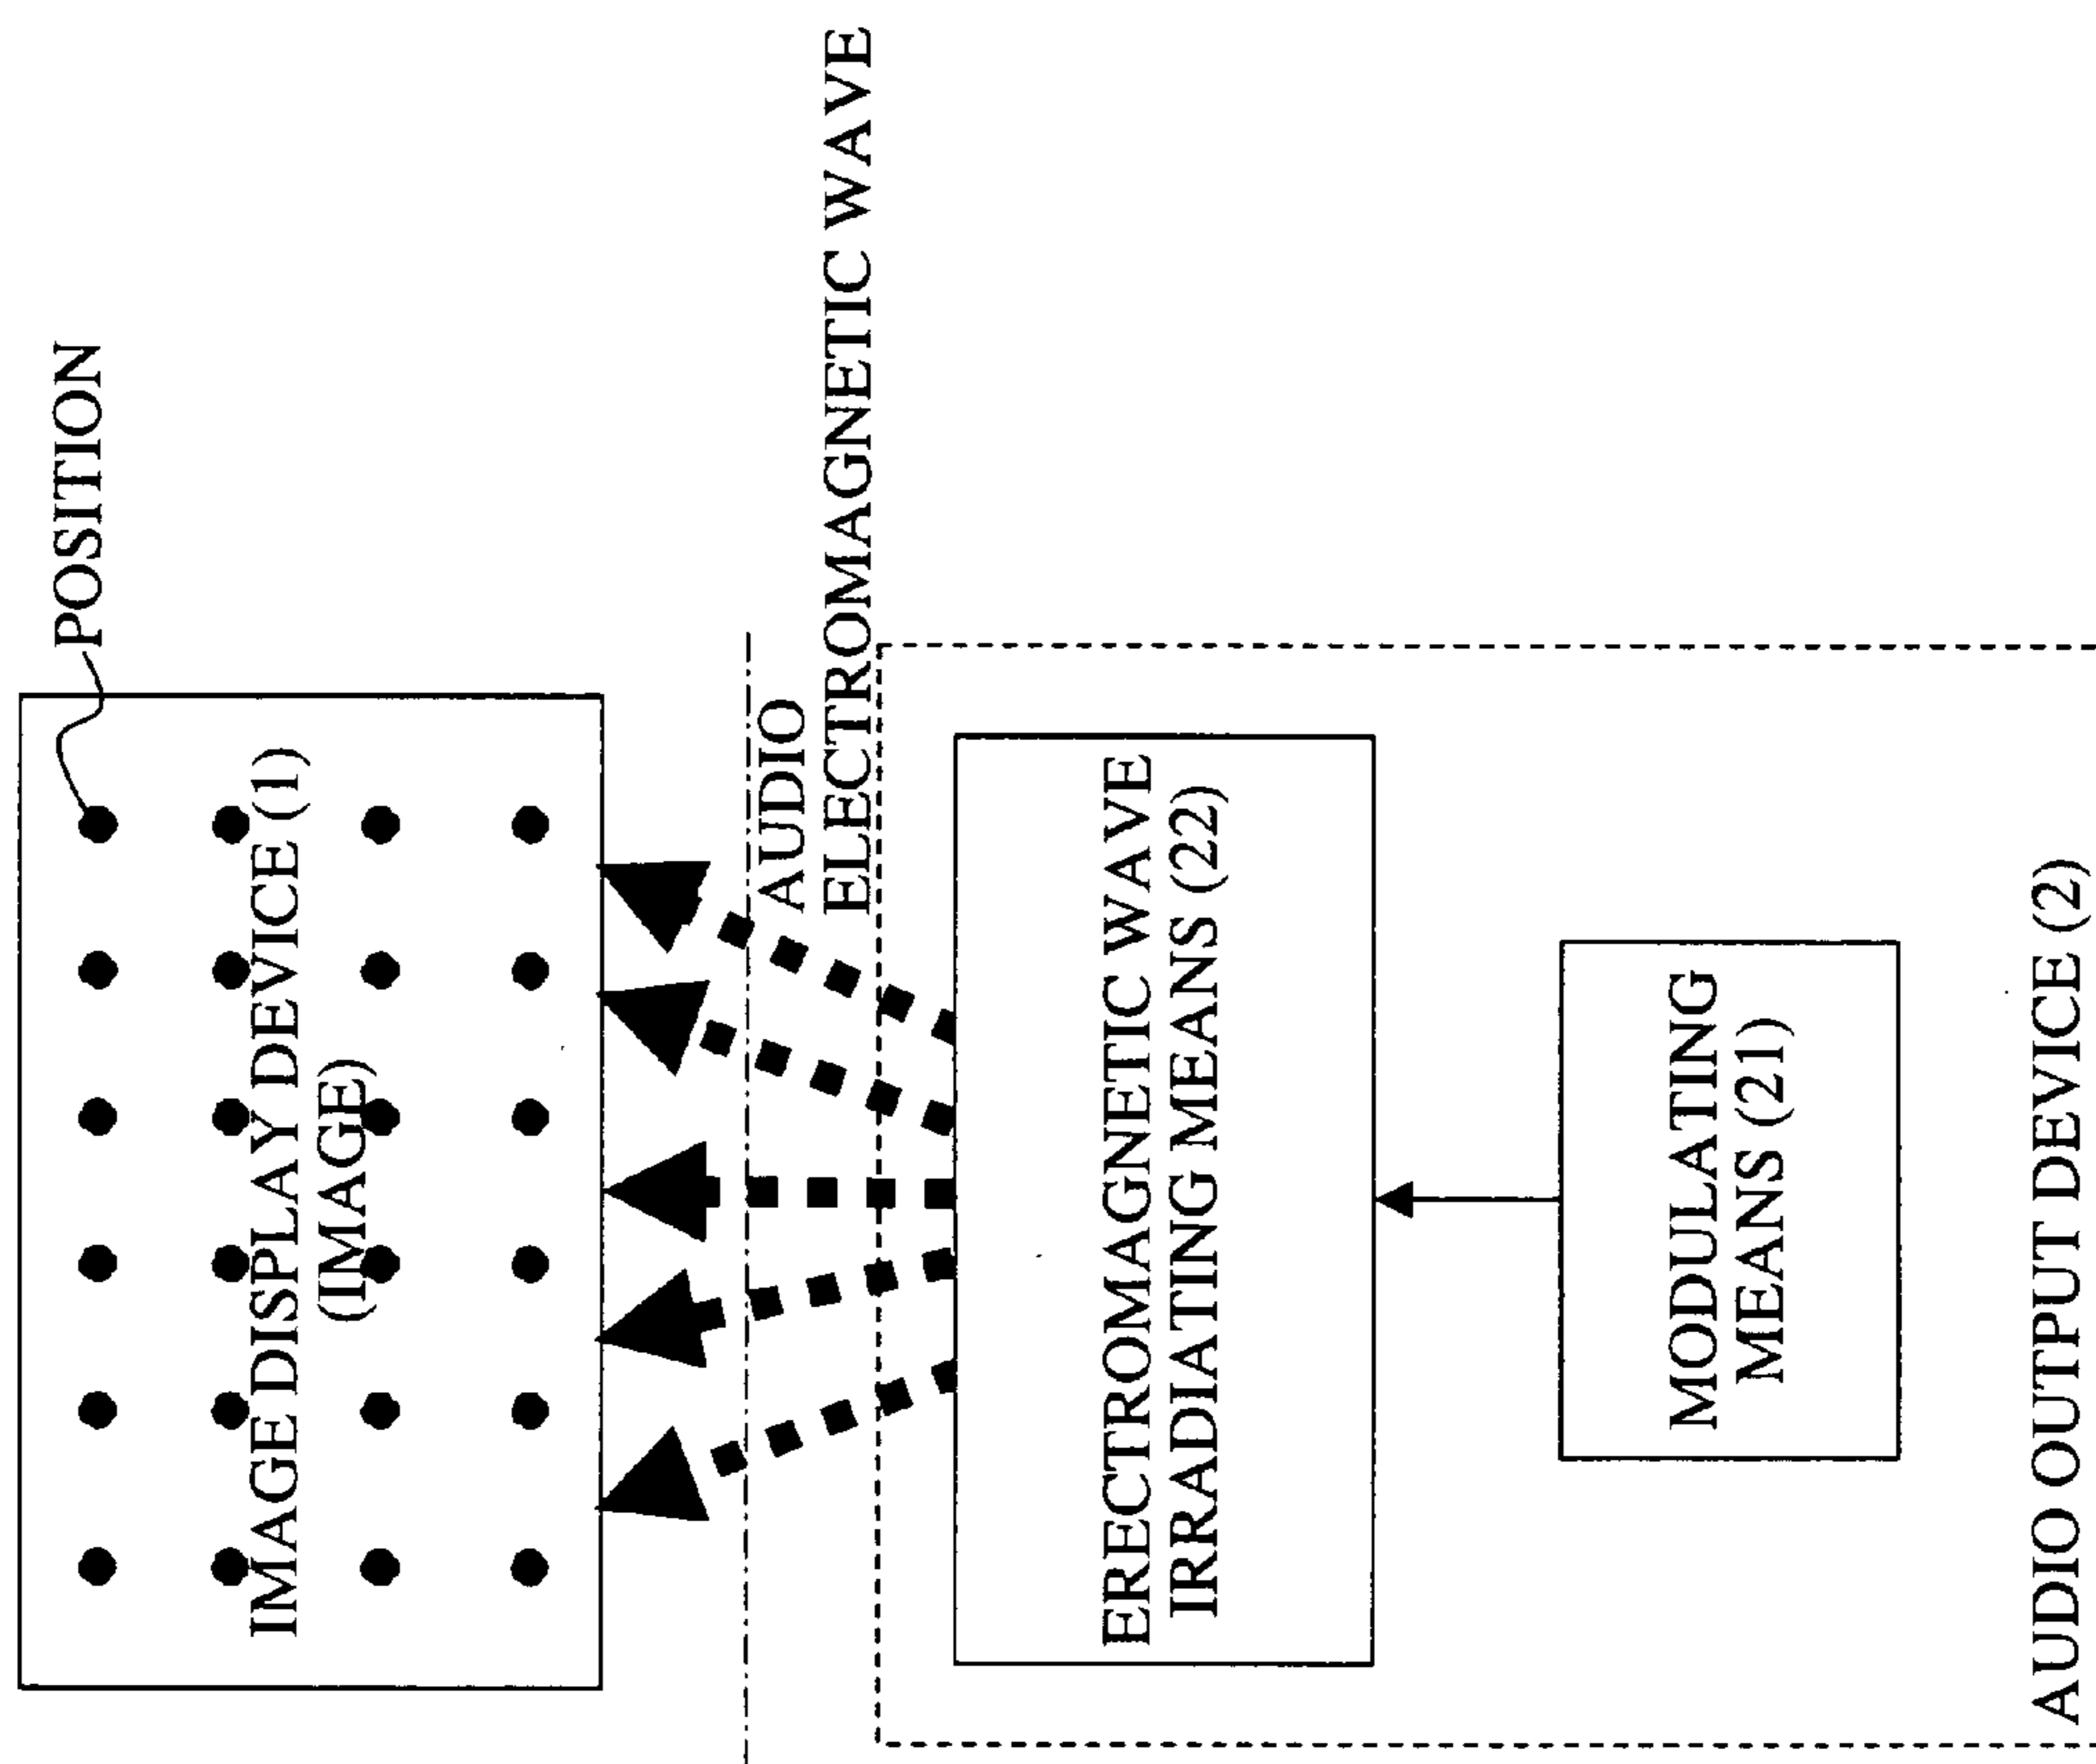 POSITION
IMAGE DISPLAY DEVICE (1)
(IMAGE)
AUDIO
ELECTROMAGNETIC WAVE
ERECTROMAGNETIC WAVE
IRRADIATING MEANS (22)
MODULATING
MEANS (21)
AUDIO OUTPUT DEVICE (2)